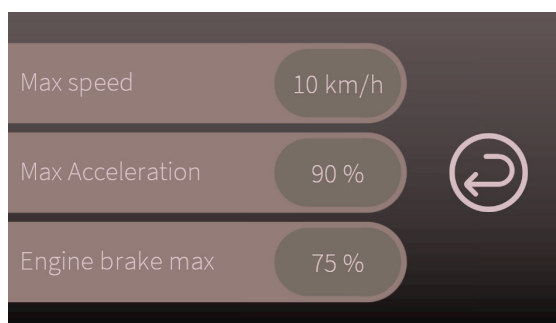 Max speed 10 km/h
Max Acceleration 90 %
Engine brake max 75 %